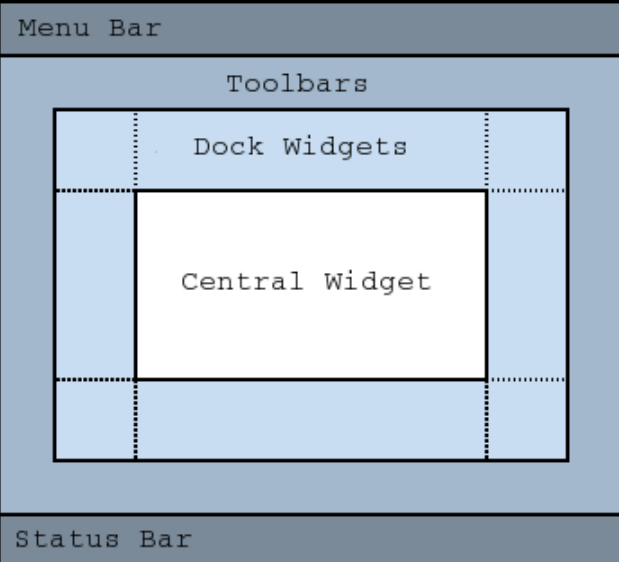 Menu Bar
Toolbars
Dock Widgets
Central Widget
Status Bar